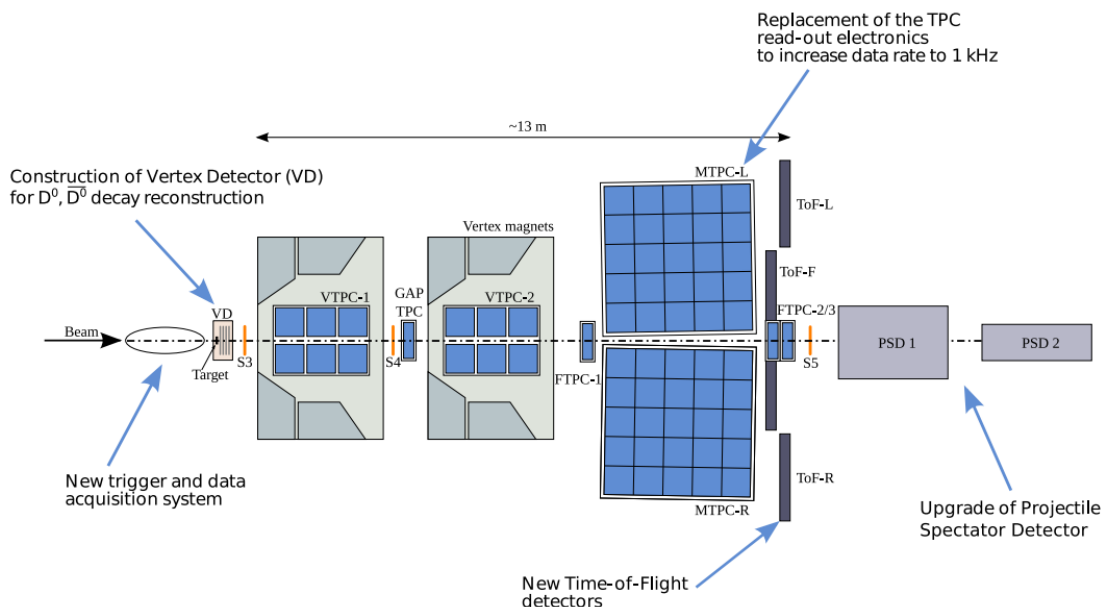 Replacement of the TPC
read-out electronics
to increase data rate to 1 kHz
~13 m
Construction of Vertex Detector (VD)
for D⁰, D̅⁰ decay reconstruction
MTPC-L
ToF-L
Vertex magnets
ToF-F
VTPC-1
GAP
TPC
VTPC-2
FTPC-2/3
VD
Beam
Target
S3
S4
FTPC-1
S5
PSD 1
PSD 2
New trigger and data
acquisition system
ToF-R
MTPC-R
Upgrade of Projectile
Spectator Detector
New Time-of-Flight
detectors